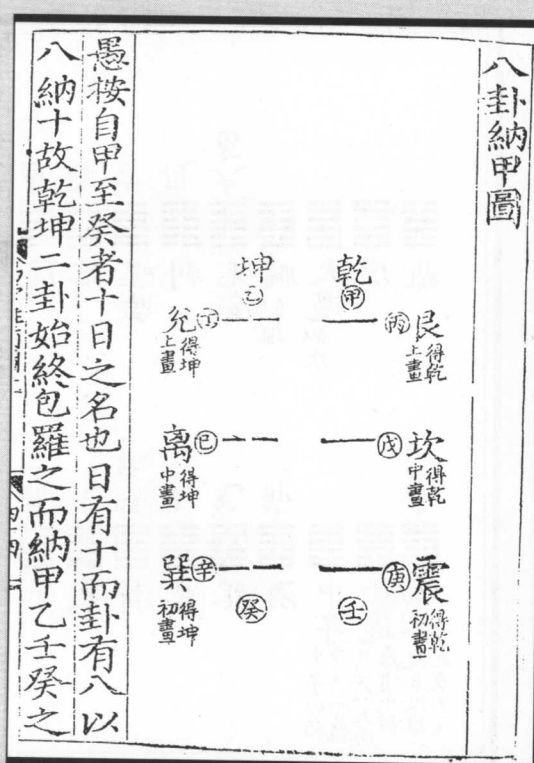 八卦納甲圖
乾
甲
艮
丙
得乾
上畫
坎
戊
得乾
中畫
震
庚
得乾
初畫
壬
坤
乙
兌
丁
得坤
上畫
离
巳
得坤
中畫
巽
辛
得坤
初畫
癸
愚按自甲至癸者十日之名也日有十而卦有八以
八納十故乾坤二卦始終包羅之而納甲乙壬癸之